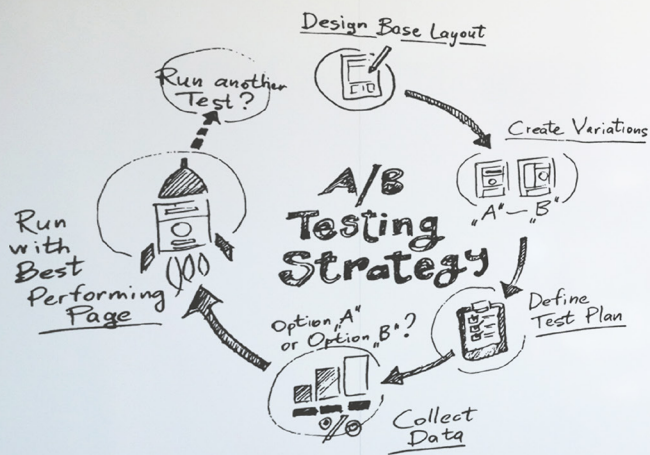 Design Base Layout
Run another
Test?
Create Variations
A/B
Testing
Strategy
„A“ – „B“
Run
with
Best
Performing
Page
Define
Test Plan
Option „A“
or Option „B“?
Collect
Data